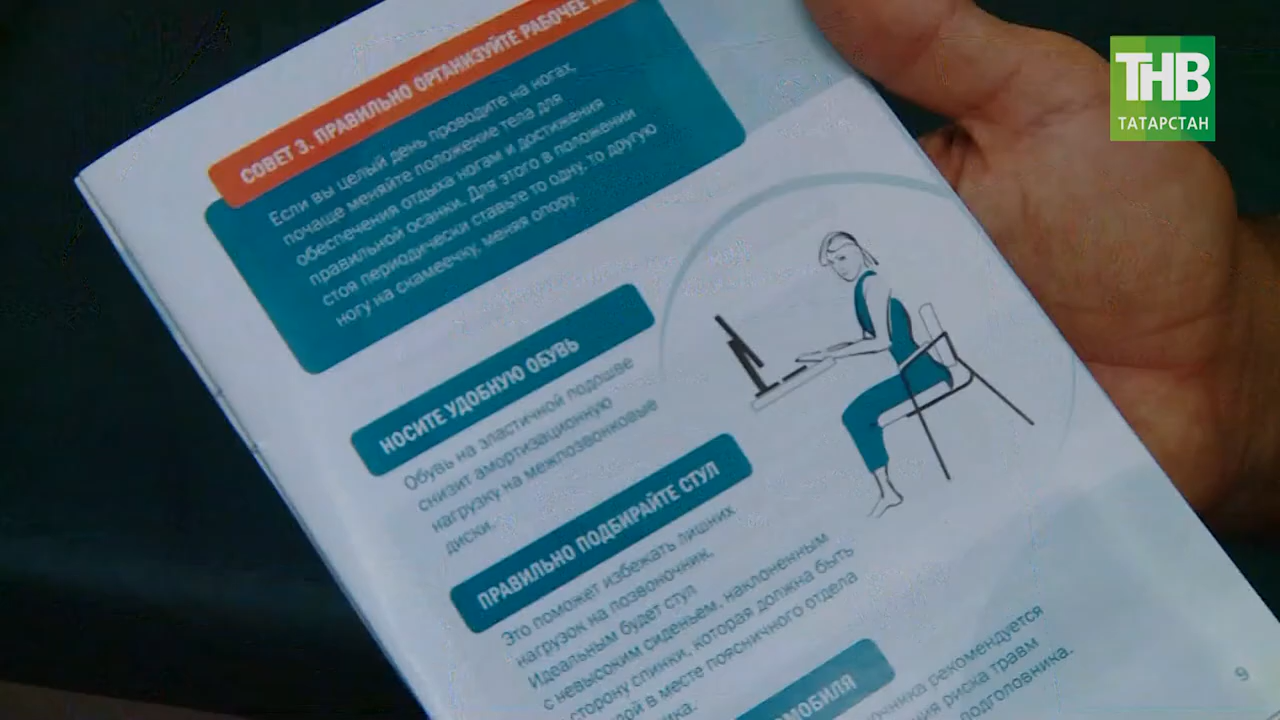 СОВЕТ 3. ПРАВИЛЬНО ОРГАНИЗУЙТЕ РАБОЧЕЕ
Если вы целый день проводите на ногах,
почаще меняйте положение тела для
обеспечения отдыха ногам и достижения
правильной осанки. Для этого в положении
стоя периодически ставьте то одну, то другую
ногу на скамеечку, меняя опору.
НОСИТЕ УДОБНУЮ ОБУВЬ
Обувь на эластичной подошве
снизит амортизационную
нагрузку на межпозвонковые
диски.
ПРАВИЛЬНО ПОДБИРАЙТЕ СТУЛ
Это поможет избежать лишних
нагрузок на позвоночник.
Идеальным будет стул
с невысоким сиденьем, наклоненным
сторону спинки, которая должна быть
в месте поясничного отдела
рекомендуется
риска травм
подголовника.
9
ТНВ
ТАТАРСТАН